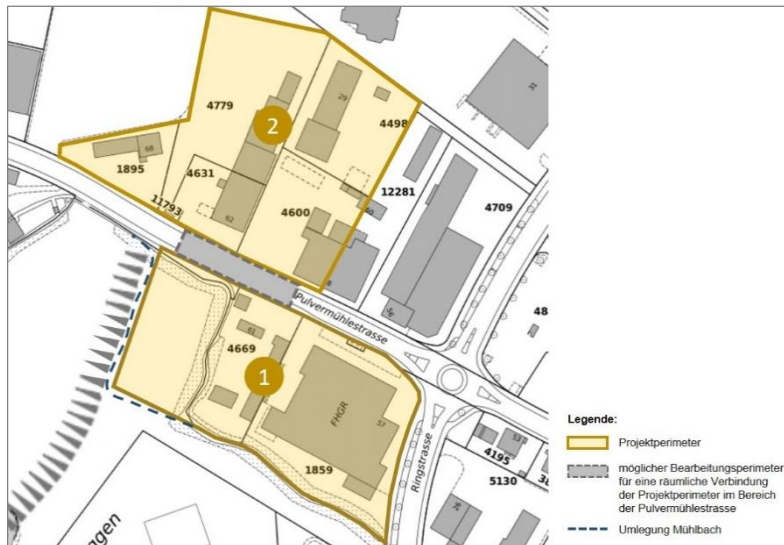 31
4779
29
2
4498
68
1895
4631
11793
62
4600
60
12281
4709
Pulvermühlestrasse
4669
61
1
FHGR
57
1859
Ringstrasse
53
4195
5130
26
Legende:
Projektperimeter
möglicher Bearbeitungsperimeter
für eine räumliche Verbindung
der Projektperimeter im Bereich
der Pulvermühlestrasse
Umlegung Mühlbach